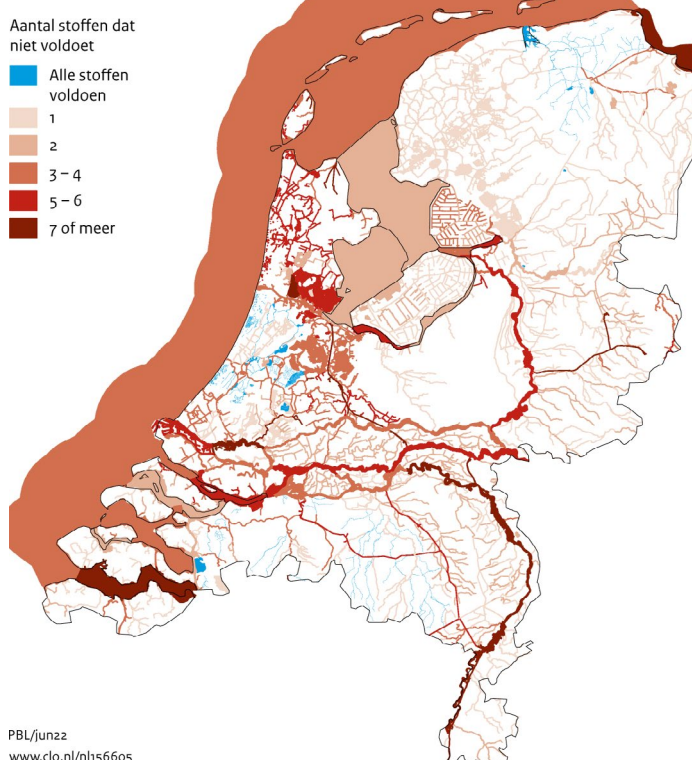 Aantal stoffen dat
niet voldoet
Alle stoffen
voldoen
1
2
3 – 4
5 – 6
7 of meer
PBL/jun22
www.clo.nl/nl156605